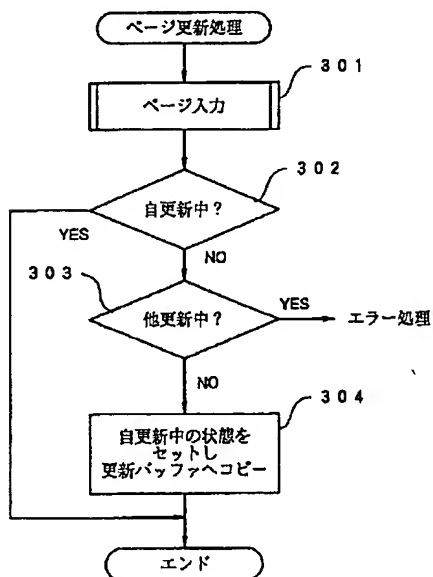 ページ更新処理
301
ページ入力
302
自更新中?
YES
NO
303
他更新中?
YES
エラー処理
NO
304
自更新中の状態を
セットし
更新バッファへコピー
エンド